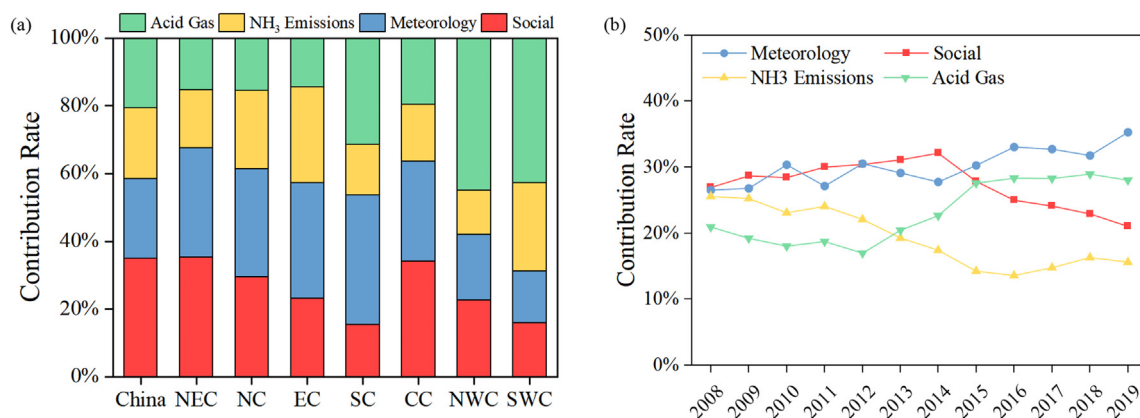 (a)
Acid Gas NH3 Emissions Meteorology Social
100%
80%
60%
40%
20%
0%
Contribution Rate
China NEC NC EC SC CC NWC SWC
(b)
50%
40%
30%
20%
10%
0%
Contribution Rate
Meteorology Social
NH3 Emissions Acid Gas
2008 2009 2010 2011 2012 2013 2014 2015 2016 2017 2018 2019